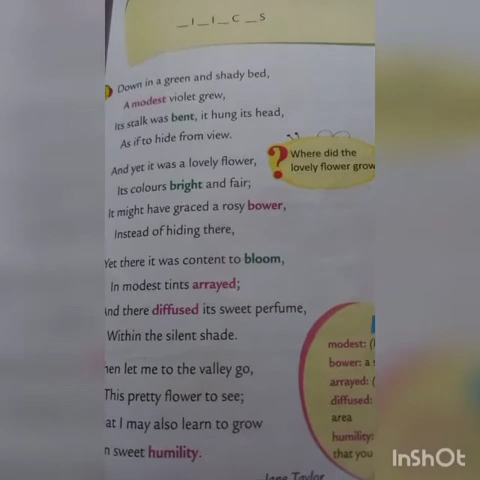 _ I _ I _ C _ S
Down in a green and shady bed,
A modest violet grew,
Its stalk was bent, it hung its head,
As if to hide from view.
Where did the
lovely flower grow
And yet it was a lovely flower,
Its colours bright and fair;
It might have graced a rosy bower,
Instead of hiding there,
Yet there it was content to bloom,
In modest tints arrayed;
And there diffused its sweet perfume,
Within the silent shade.
hen let me to the valley go,
This pretty flower to see;
at I may also learn to grow
n sweet humility.
Jane Taylor
modest: (
bower: a
arrayed: (
diffused:
area
humility:
that you
InShOt